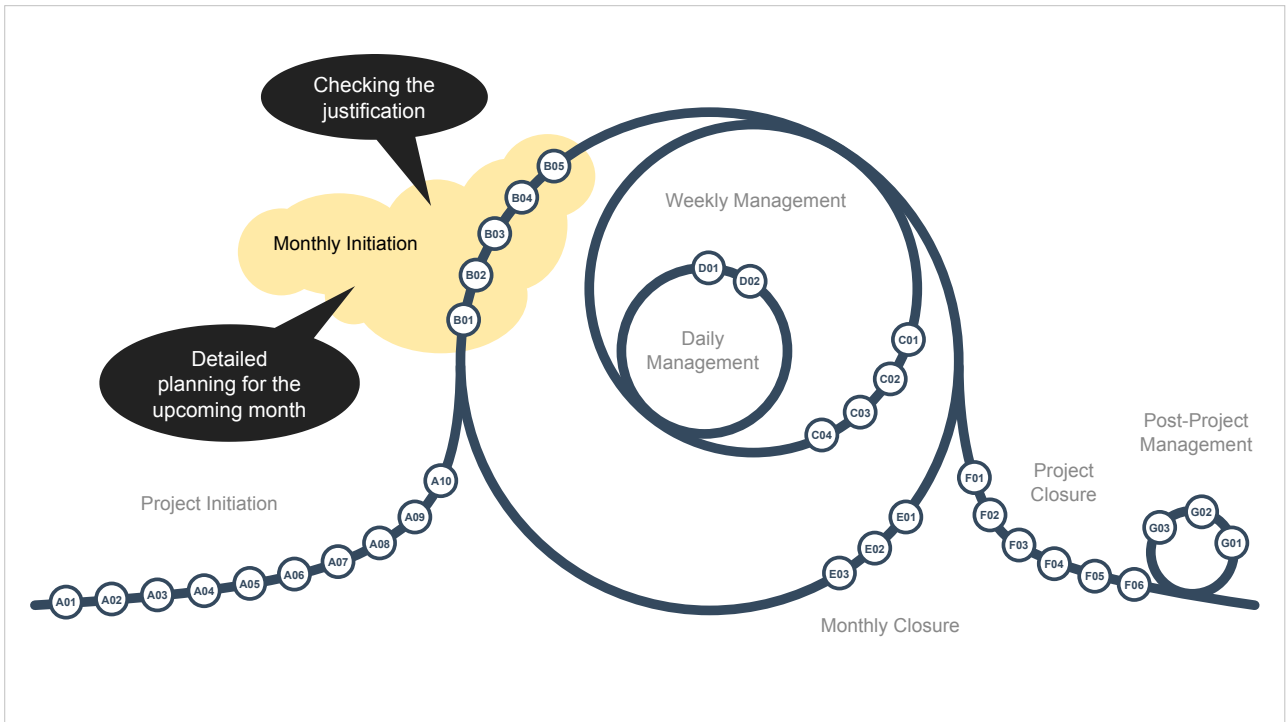 Checking the
justification
Monthly Initiation
Detailed
planning for the
upcoming month
Project Initiation
A01
A02
A03
A04
A05
A06
A07
A08
A09
A10
B01
B02
B03
B04
B05
Weekly Management
D01
D02
Daily
Management
C01
C02
C03
C04
E01
E02
E03
Monthly Closure
F01
F02
F03
F04
F05
F06
Project
Closure
Post-Project
Management
G03
G02
G01